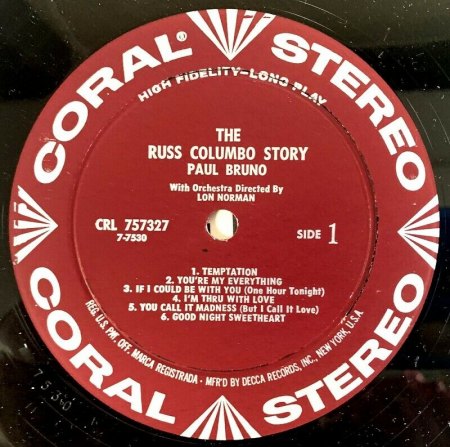 CORAL® STEREO
HIGH FIDELITY-LONG PLAY
THE
RUSS COLUMBO STORY
PAUL BRUNO
With Orchestra Directed By
LON NORMAN
CRL 757327
7-7530
SIDE 1
1. TEMPTATION
2. YOU'RE MY EVERYTHING
3. IF I COULD BE WITH YOU (One Hour Tonight)
4. I'M THRU WITH LOVE
5. YOU CALL IT MADNESS (But I Call It Love)
6. GOOD NIGHT SWEETHEART
REG. U.S. PAT. OFF. MARCA REGISTRADA - MFR'D BY DECCA RECORDS, INC., NEW YORK, U.S.A.
CORAL STEREO